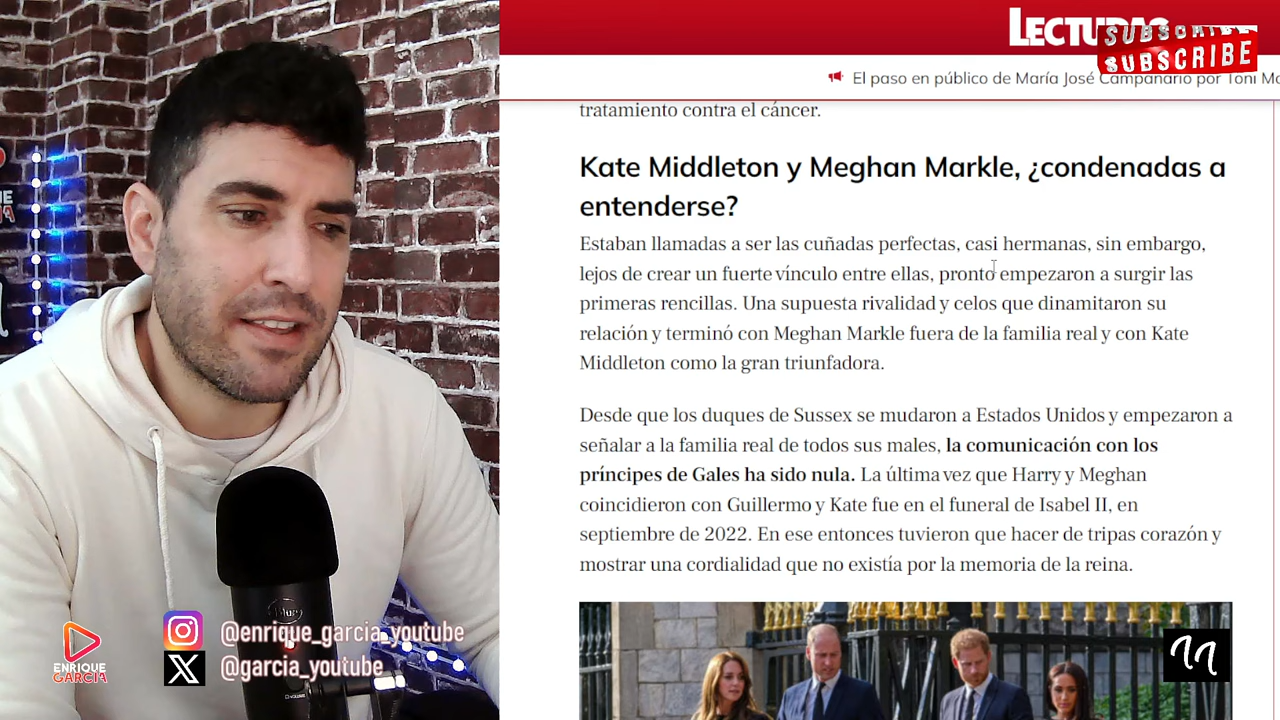 LECTURAS
SUBSCRIBE
SUBSCRIBE
El paso en público de María José Campanario por Toni
tratamiento contra el cáncer.
Kate Middleton y Meghan Markle, ¿condenadas a
entenderse?
Estaban llamadas a ser las cuñadas perfectas, casi hermanas, sin embargo,
lejos de crear un fuerte vínculo entre ellas, pronto empezaron a surgir las
primeras rencillas. Una supuesta rivalidad y celos que dinamitaron su
relación y terminó con Meghan Markle fuera de la familia real y con Kate
Middleton como la gran triunfadora.
Desde que los duques de Sussex se mudaron a Estados Unidos y empezaron a
señalar a la familia real de todos sus males, la comunicación con los
príncipes de Gales ha sido nula. La última vez que Harry y Meghan
coincidieron con Guillermo y Kate fue en el funeral de Isabel II, en
septiembre de 2022. En ese entonces tuvieron que hacer de tripas corazón y
mostrar una cordialidad que no existía por la memoria de la reina.
@enrique_garcia_youtube
@garcia_youtube
ENRIQUE
GARCIA
blue